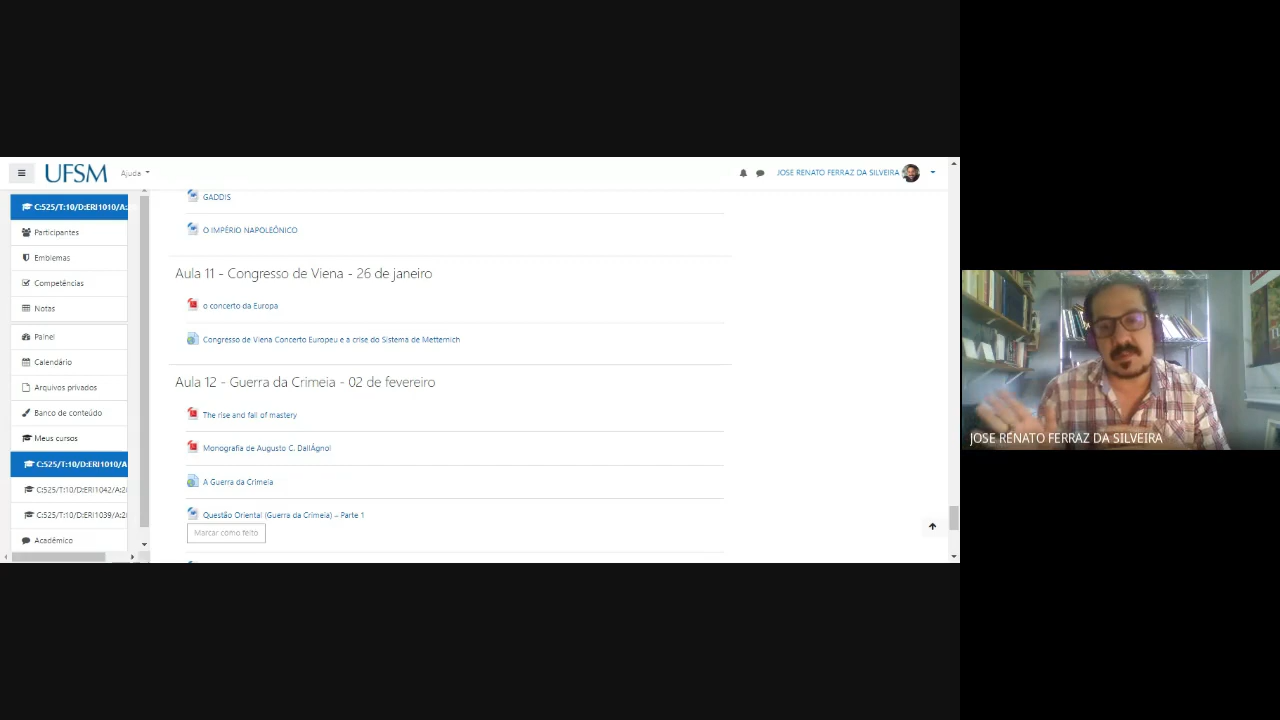 UFSM
Ajuda
JOSE RENATO FERRAZ DA SILVEIRA
C:525/T:10/D:ERI1010/A:
Participantes
Emblemas
Competências
Notas
Painel
Calendário
Arquivos privados
Banco de conteúdo
Meus cursos
C:525/T:10/D:ERI1010/A
C:525/T:10/D:ERI1042/A:2
C:525/T:10/D:ERI1039/A:2
Acadêmico
GADDIS
O IMPÉRIO NAPOLEÔNICO
Aula 11 - Congresso de Viena - 26 de janeiro
o concerto da Europa
Congresso de Viena Concerto Europeu e a crise do Sistema de Metternich
Aula 12 - Guerra da Crimeia - 02 de fevereiro
The rise and fall of mastery
Monografia de Augusto C. DallÁgnol
A Guerra da Crimeia
Questão Oriental (Guerra da Crimeia) – Parte 1
Marcar como feito
JOSE RENATO FERRAZ DA SILVEIRA